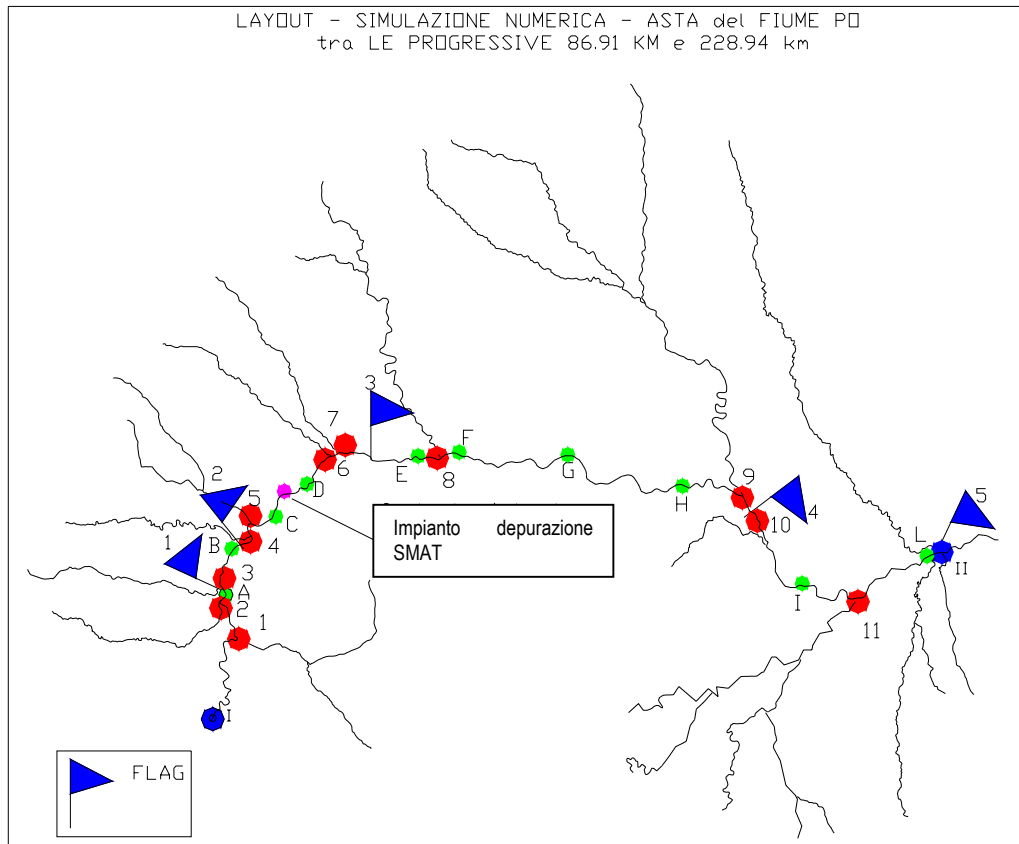 LAYOUT - SIMULAZIONE NUMERICA - ASTA del FIUME PO
tra LE PROGRESSIVE 86.91 KM e 228.94 km
3
7
F
6
E
8
G
2
D
H
9
5
C
4
5
10
1
B
4
L
II
Impianto depurazione
SMAT
3
A
2
I
1
11
I
FLAG